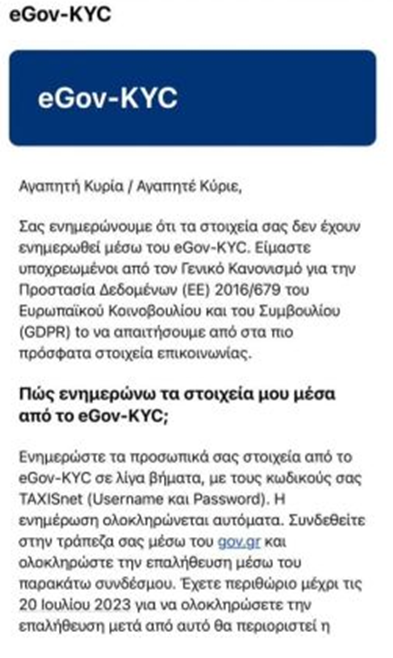 eGov-KYC
eGov-KYC
Αγαπητή Κυρία / Αγαπητέ Κύριε,
Σας ενημερώνουμε ότι τα στοιχεία σας δεν έχουν
ενημερωθεί μέσω του eGov-KYC. Είμαστε
υποχρεωμένοι από τον Γενικό Κανονισμό για την
Προστασία Δεδομένων (ΕΕ) 2016/679 του
Ευρωπαϊκού Κοινοβουλίου και του Συμβουλίου
(GDPR) to να απαιτήσουμε από στα πιο
πρόσφατα στοιχεία επικοινωνίας.
Πώς ενημερώνω τα στοιχεία μου μέσα
από το eGov-KYC;
Ενημερώστε τα προσωπικά σας στοιχεία από το
eGov-KYC σε λίγα βήματα, με τους κωδικούς σας
TAXISnet (Username και Password). Η
ενημέρωση ολοκληρώνεται αυτόματα. Συνδεθείτε
στην τράπεζα σας μέσω του gov.gr και
ολοκληρώστε την επαλήθευση μέσω του
παρακάτω συνδέσμου. Έχετε περιθώριο μέχρι τις
20 Ιουλίου 2023 για να ολοκληρώσετε την
επαλήθευση μετά από αυτό θα περιοριστεί η